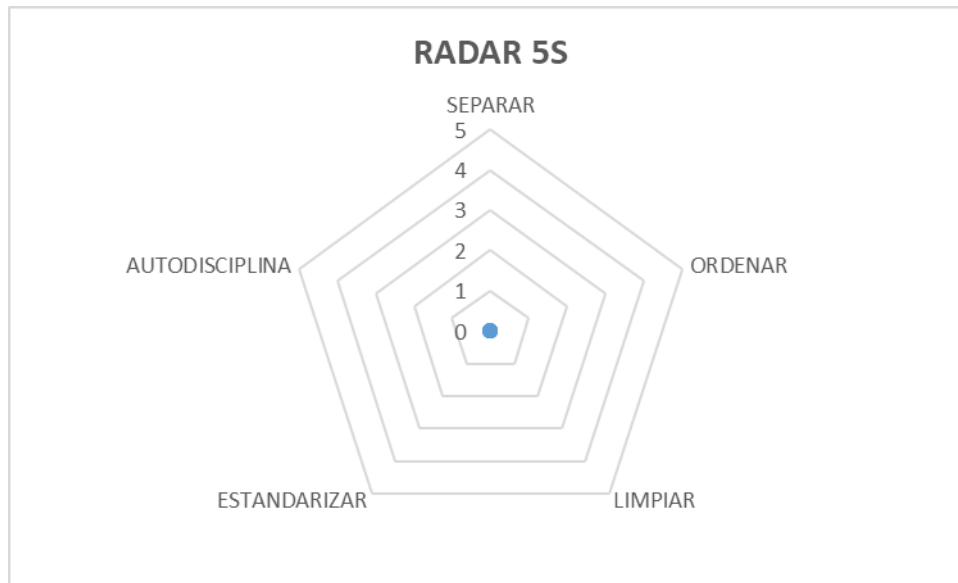 RADAR 5S
SEPARAR
5
4
3
2
1
0
AUTODISCIPLINA
ORDENAR
ESTANDARIZAR
LIMPIAR